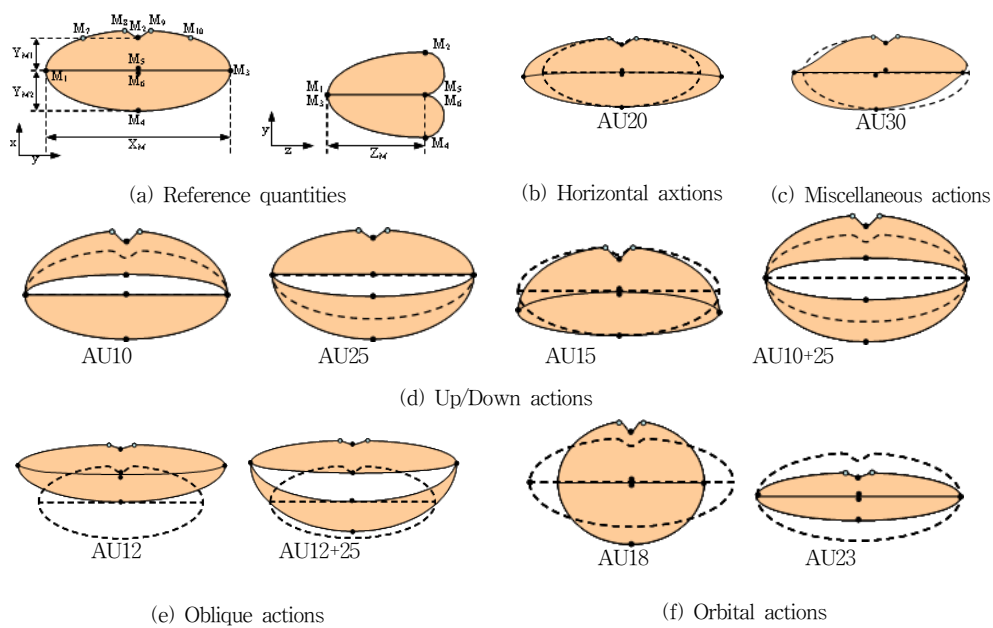 M8 M2 M9
M7 M10
YM1
M5
M1 M6 M3
YM2
M4
x
y
XM
M2
M1 M5
M3 M6
M4
y
z
ZM
AU20
AU30
(a) Reference quantities
(b) Horizontal axtions
(c) Miscellaneous actions
AU10
AU25
AU15
AU10+25
(d) Up/Down actions
AU12
AU12+25
AU18
AU23
(e) Oblique actions
(f) Orbital actions